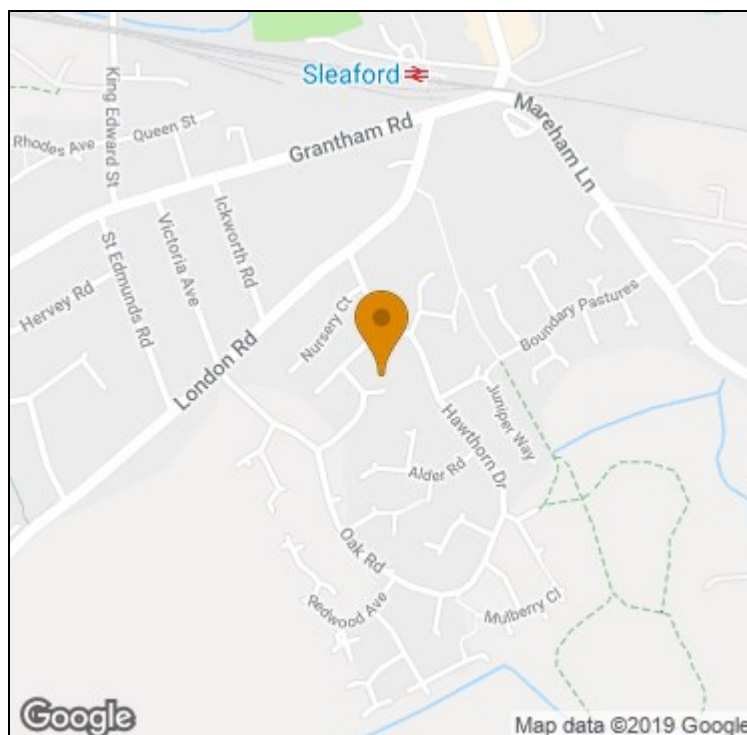 Sleaford
King Edward St
Queen St
Rhodes Ave
Grantham Rd
Mareham Ln
Ickworth Rd
Victoria Ave
St Edmunds Rd
Hervey Rd
London Rd
Nursery Ct
Boundary Pastures
Juniper Way
Hawthorn Dr
Alder Rd
Oak Rd
Redwood Ave
Mulberry Cl
Google
Map data ©2019 Google